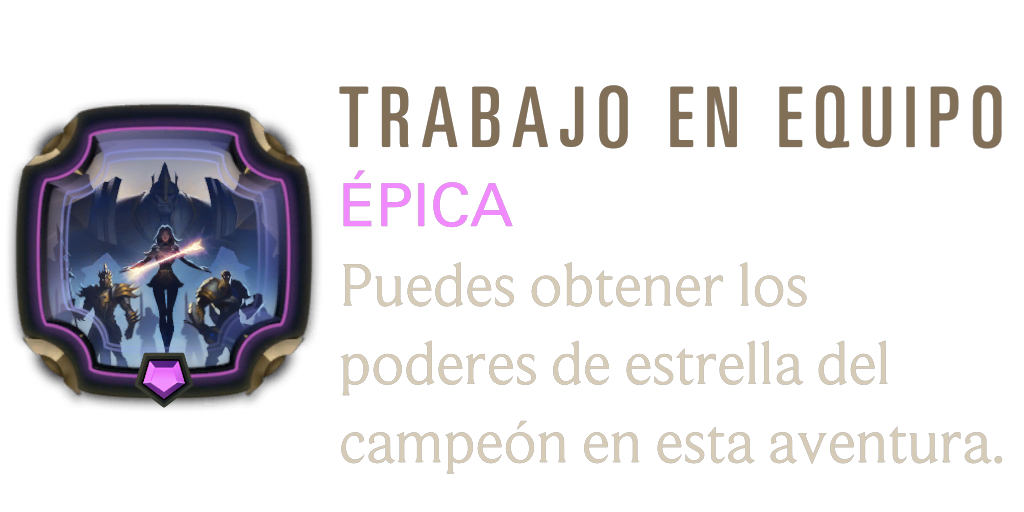 TRABAJO EN EQUIPO
ÉPICA
Puedes obtener los
poderes de estrella del
campeón en esta aventura.